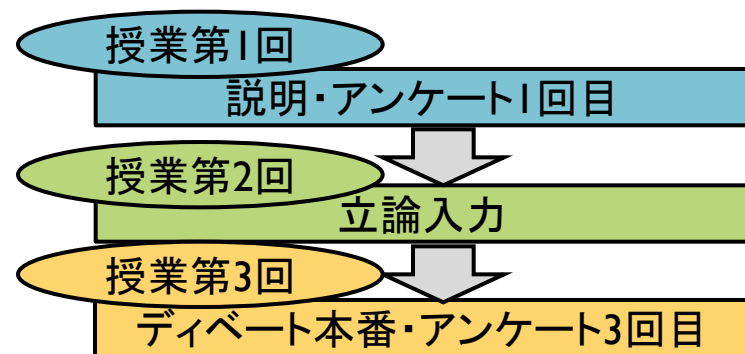 授業第1回
説明・アンケート1回目
授業第2回
立論入力
授業第3回
ディベート本番・アンケート3回目